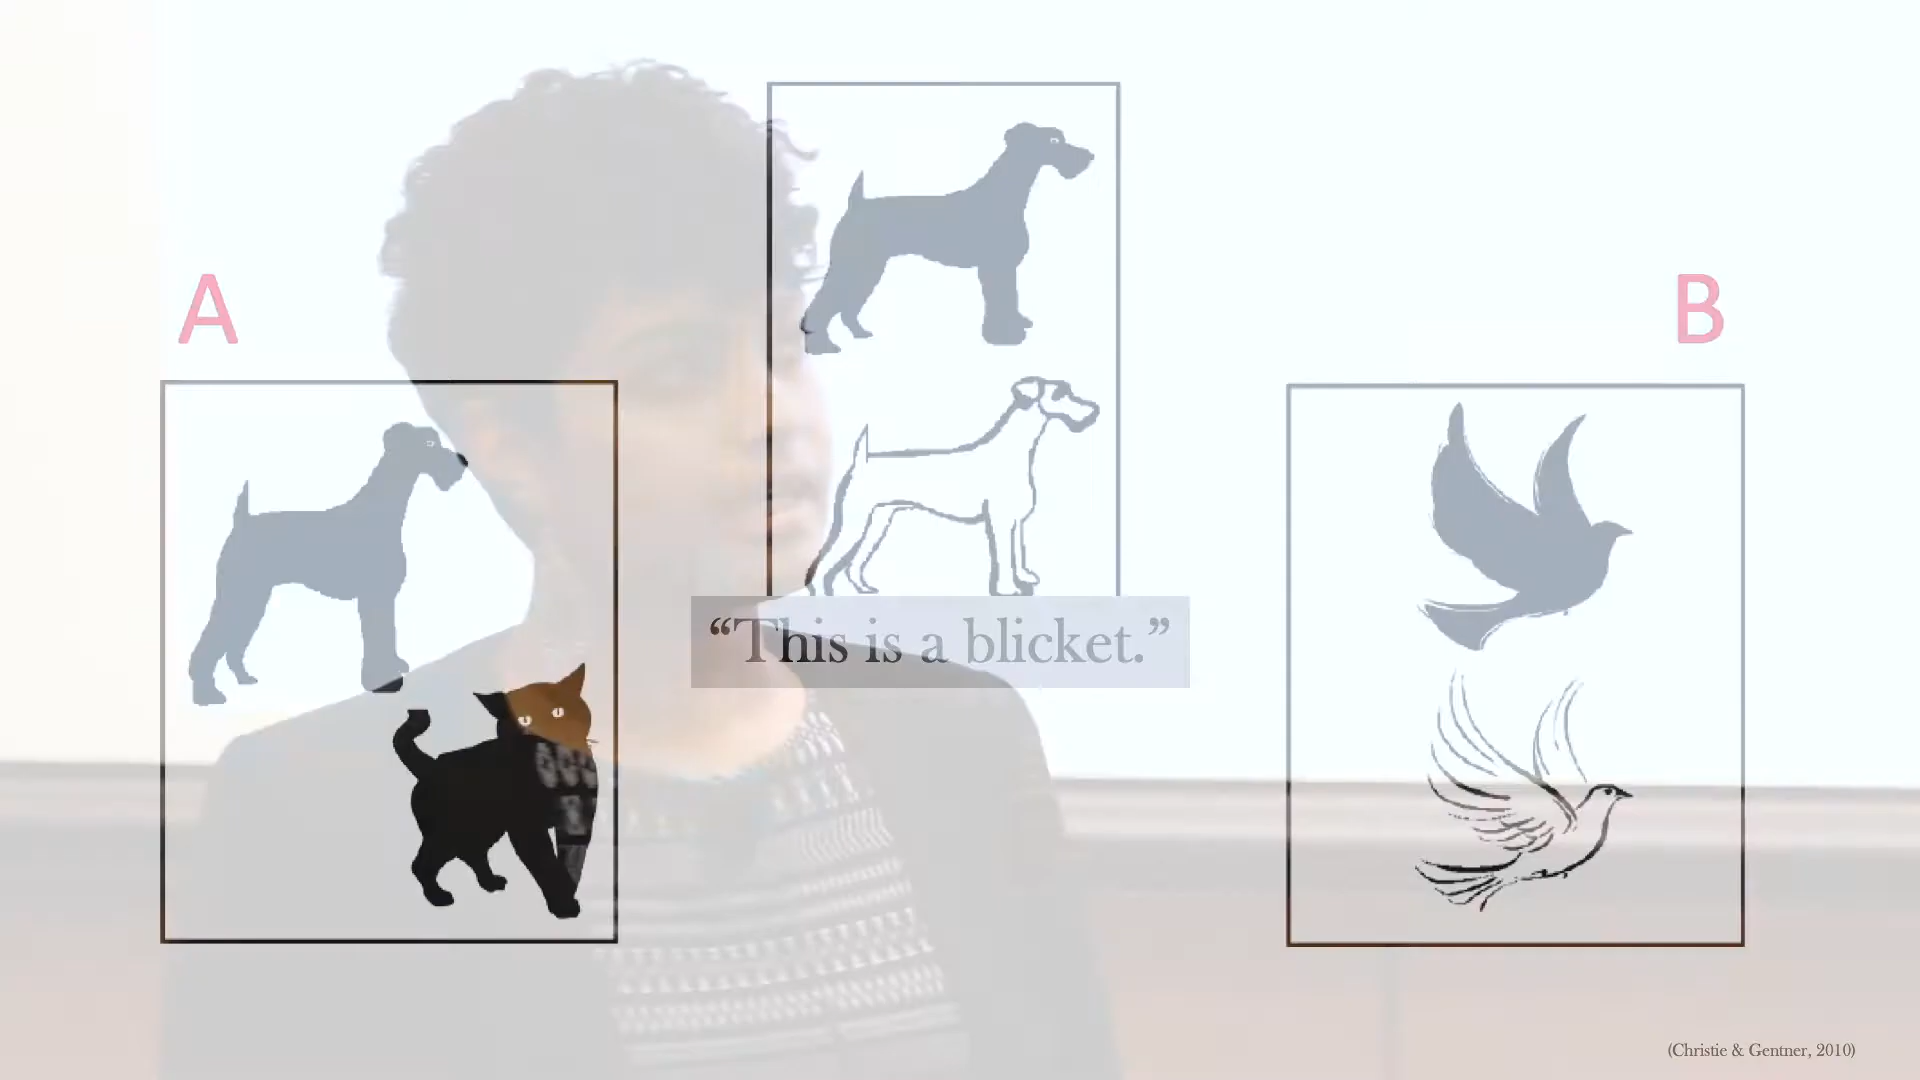 A
B
“This is a blicket.”
(Christie & Gentner, 2010)